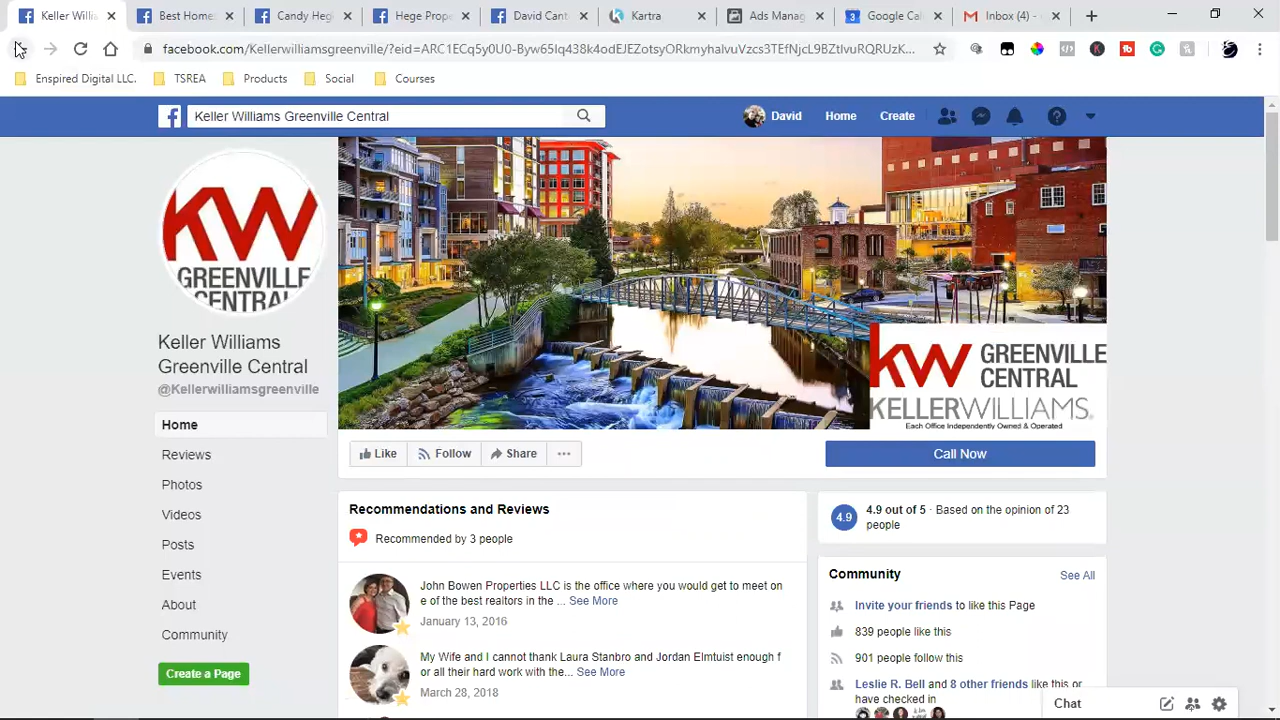 Keller Willi
Best Home
Candy Hegl
Hege Prope
David Cant
Kartra
Ads Manag
Google Cal
Inbox (4) -
facebook.com/Kellerwilliamsgreenville/?eid=
Enspired Digital LLC.
TSREA
Products
Social
Courses
Keller Williams Greenville Central
David
Home
Create
KW
GREENVILLE
CENTRAL
kw GREENVILLE
CENTRAL
KELLERWILLIAMS.
Each Office Independently Owned & Operated
Keller Williams
Greenville Central
@Kellerwilliamsgreenville
Home
Reviews
Photos
Videos
Posts
Events
About
Community
Create a Page
Like
Follow
Share
Call Now
Recommendations and Reviews
Recommended by 3 people
John Bowen Properties LLC is the office where you would get to meet on
e of the best realtors in the ... See More
January 13, 2016
My Wife and I cannot thank Laura Stanbro and Jordan Elmtuist enough f
or all their hard work with the... See More
March 28, 2018
4.9
4.9 out of 5 · Based on the opinion of 23
people
Community
See All
Invite your friends to like this Page
839 people like this
901 people follow this
Leslie R. Bell and 8 other friends like this or
have checked in
Chat